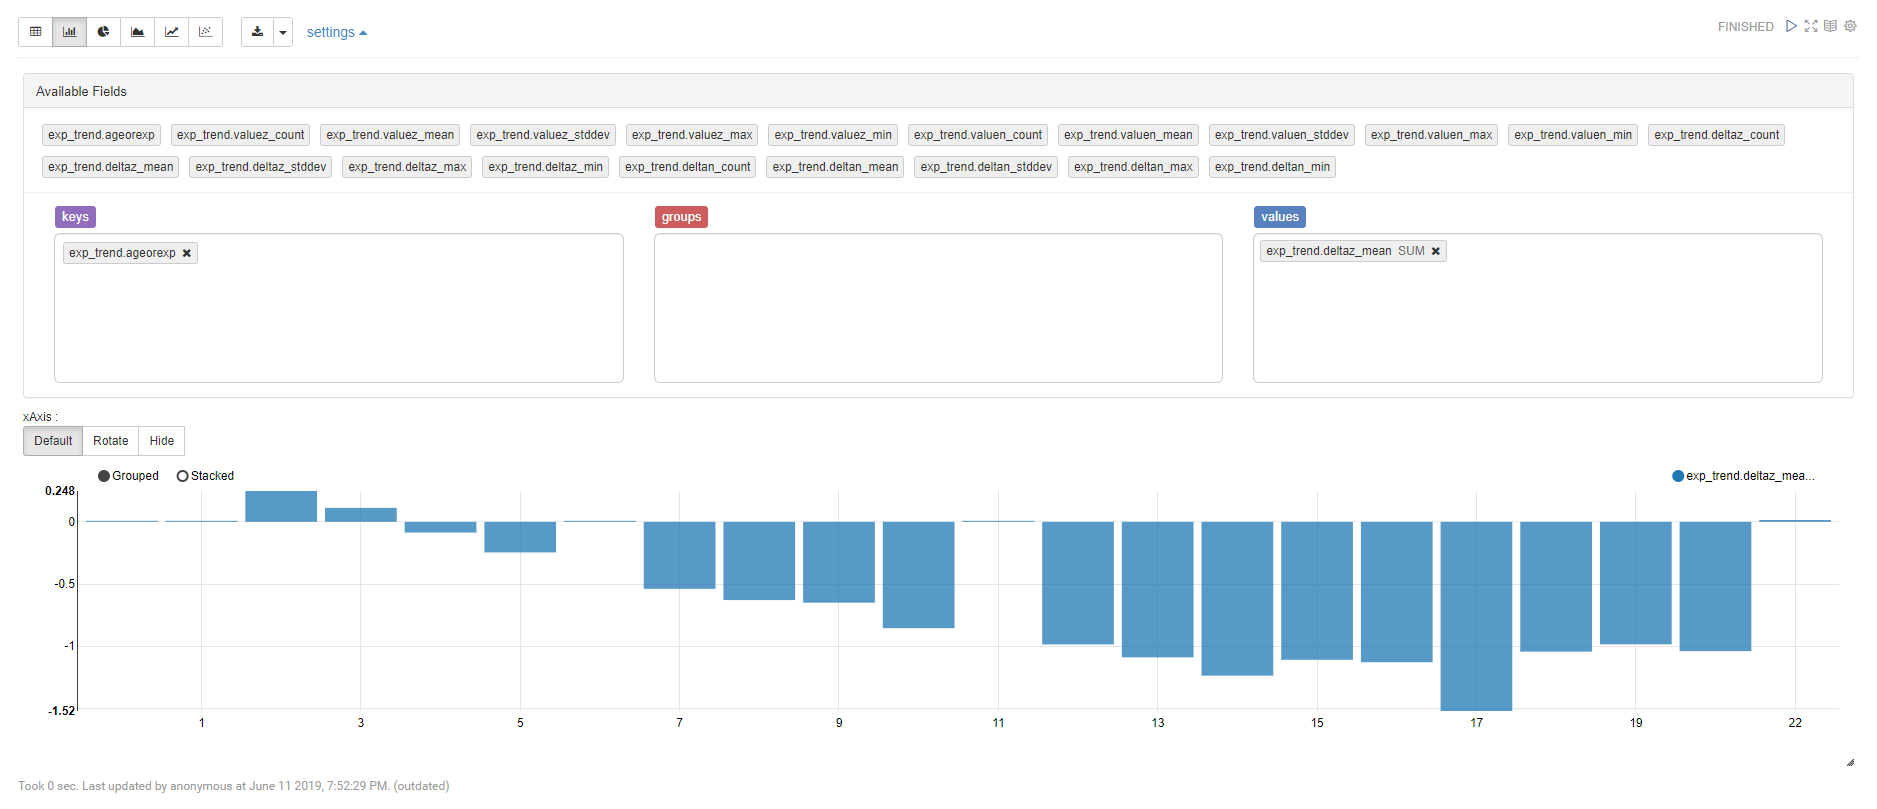 settings
FINISHED
Available Fields
exp_trend.ageorexp exp_trend.valuez_count exp_trend.valuez_mean exp_trend.valuez_stddev exp_trend.valuez_max exp_trend.valuez_min exp_trend.valuen_count exp_trend.valuen_mean exp_trend.valuen_stddev exp_trend.valuen_max exp_trend.valuen_min exp_trend.deltaz_count
exp_trend.deltaz_mean exp_trend.deltaz_stddev exp_trend.deltaz_max exp_trend.deltaz_min exp_trend.deltan_count exp_trend.deltan_mean exp_trend.deltan_stddev exp_trend.deltan_max exp_trend.deltan_min
keys groups values
exp_trend.ageorexp
exp_trend.deltaz_mean SUM
xAxis :
Default Rotate Hide
Grouped Stacked exp_trend.deltaz_mea...
0.248
0
-0.5
-1
-1.52
1 3 5 7 9 11 13 15 17 19 22
Took 0 sec. Last updated by anonymous at June 11 2019, 7:52:29 PM. (outdated)